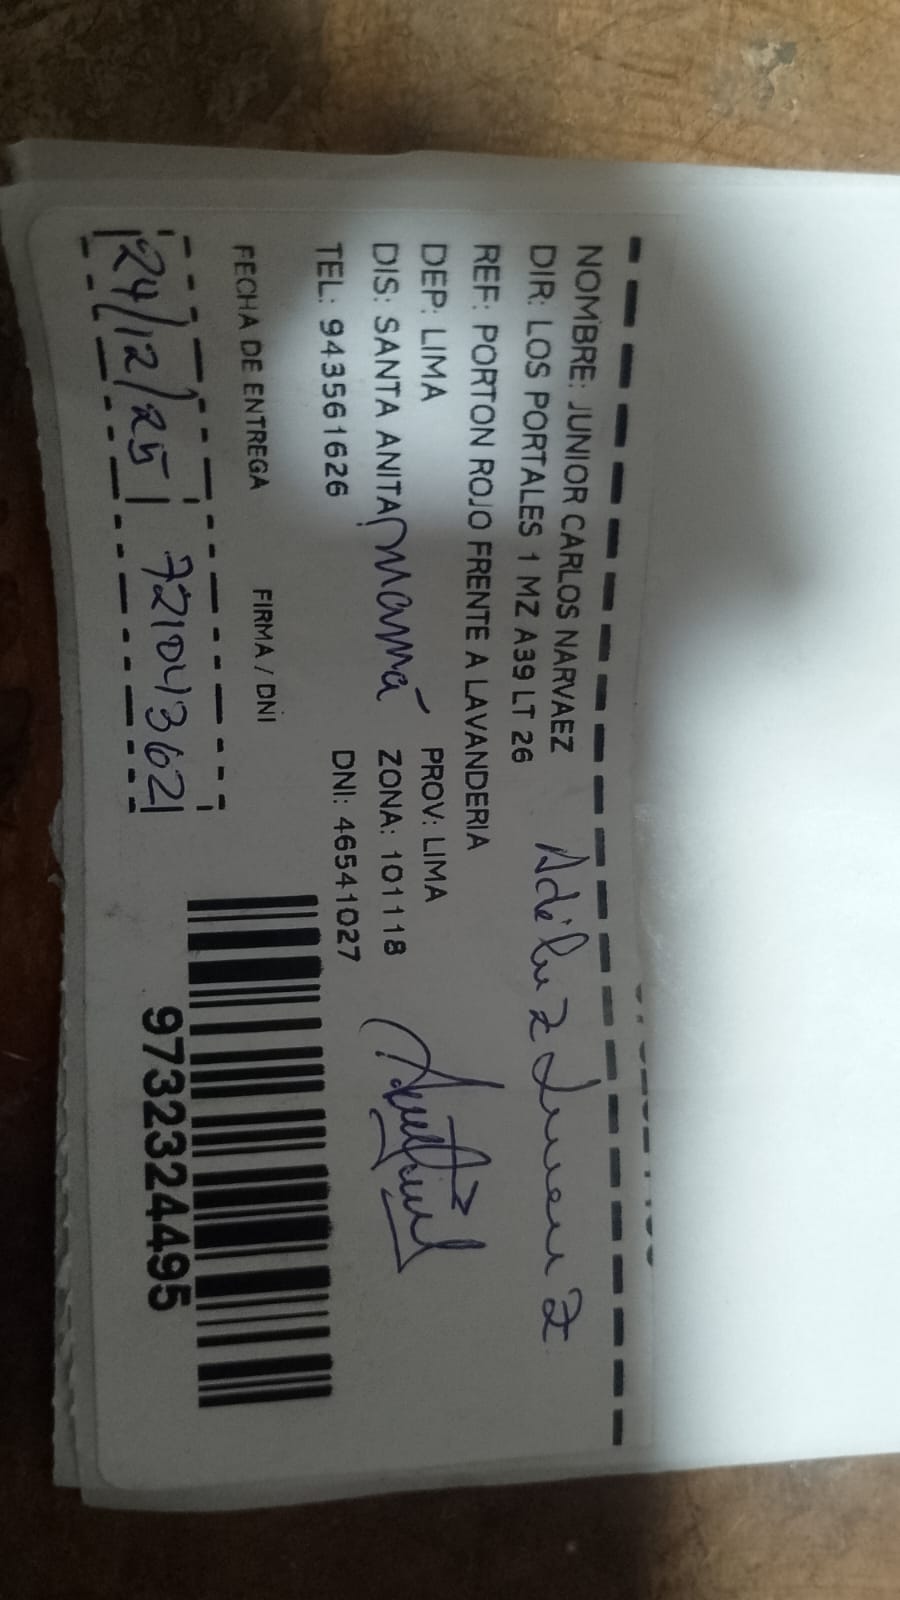 NOMBRE: JUNIOR CARLOS NARVAEZ
DIR: LOS PORTALES 1 MZ A39 LT 26
REF: PORTON ROJO FRENTE A LAVANDERIA
DEP: LIMA PROV: LIMA
DIS: SANTA ANITA mamá ZONA: 101118
TEL: 943561626 DNI: 46541027
FECHA DE ENTREGA FIRMA / DNI
24/12/25 72104362
9732324495